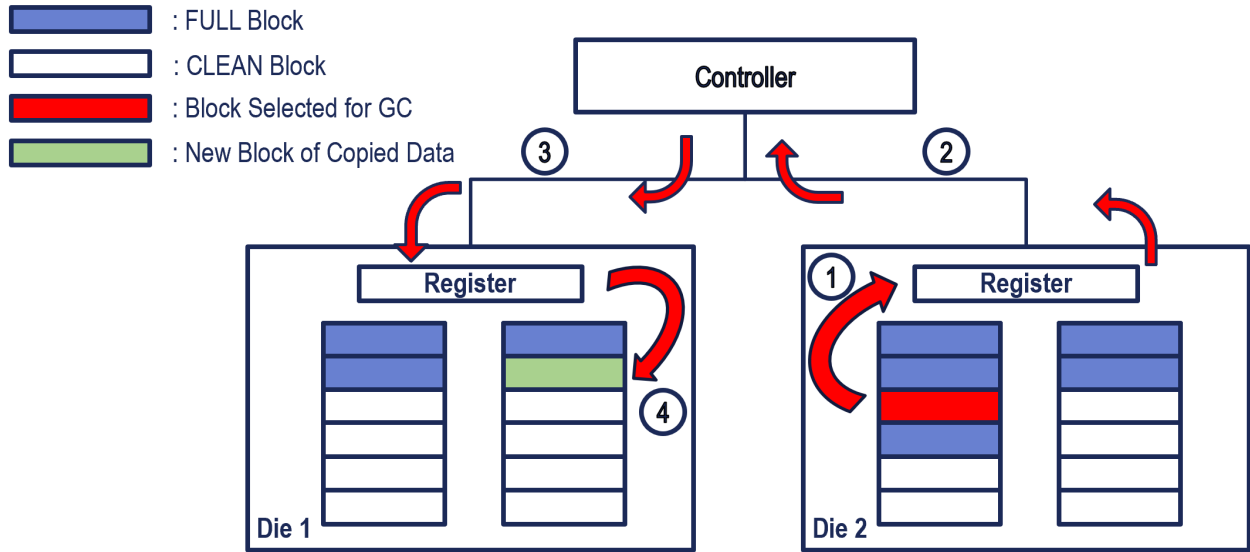 : FULL Block
: CLEAN Block
: Block Selected for GC
: New Block of Copied Data
Controller
3
2
Register
1
Register
4
Die 1
Die 2